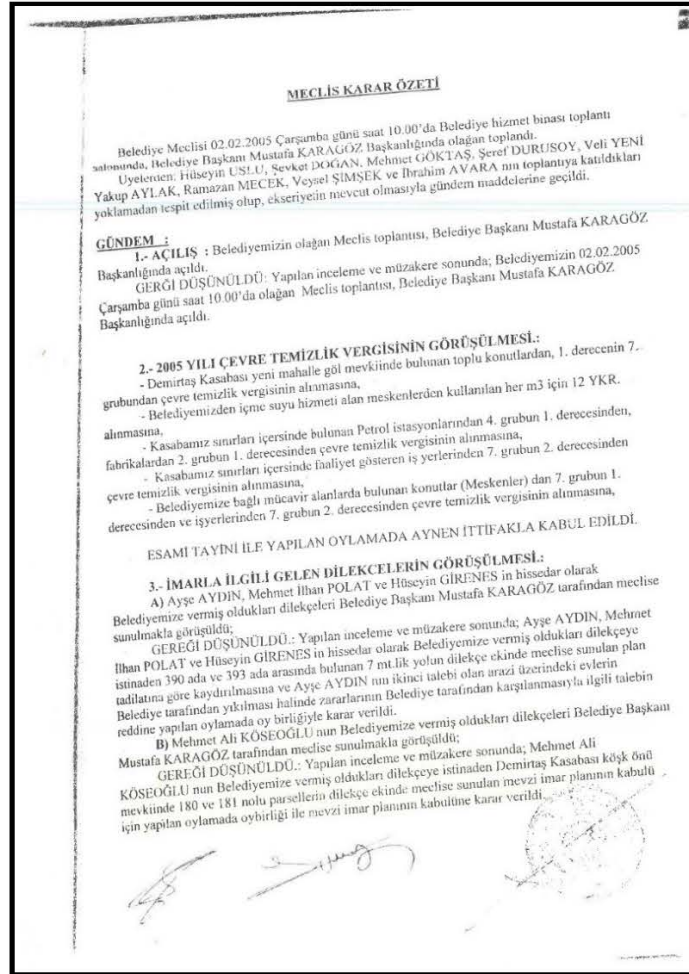 MECLİS KARAR ÖZETİ
Belediye Meclisi 02.02.2005 Çarşamba günü saat 10.00'da Belediye hizmet binası toplantı
salonunda, Belediye Başkanı Mustafa KARAGÖZ Başkanlığında olağan toplandı.
Üyelerden: Hüseyin USLU, Şevket DOĞAN, Mehmet GÖKTAŞ, Şeref DURUSOY, Veli YENİ
Yakup AYLAK, Ramazan MECEK, Veysel ŞİMŞEK ve İbrahim AVARA nın toplantıya katıldıkları
yoklamadan tespit edilmiş olup, ekseriyetin mevcut olmasıyla gündem maddelerine geçildi.
GÜNDEM :
1.- AÇILIŞ : Belediyemizin olağan Meclis toplantısı, Belediye Başkanı Mustafa KARAGÖZ
Başkanlığında açıldı.
GERĞİ DÜŞÜNÜLDÜ: Yapılan inceleme ve müzakere sonunda; Belediyemizin 02.02.2005
Çarşamba günü saat 10.00'da olağan Meclis toplantısı, Belediye Başkanı Mustafa KARAGÖZ
Başkanlığında açıldı.
2.- 2005 YILI ÇEVRE TEMİZLİK VERGİSİNİN GÖRÜŞÜLMESİ.:
- Demirtaş Kasabası yeni mahalle göl mevkiinde bulunan toplu konutlardan, 1. derecenin 7.
grubundan çevre temizlik vergisinin alınmasına,
- Belediyemizden içme suyu hizmeti alan meskenlerden kullanılan her m3 için 12 YKR.
alınmasına,
- Kasabamız sınırları içersinde bulunan Petrol istasyonlarından 4. grubun 1. derecesinden,
fabrikalardan 2. grubun 1. derecesinden çevre temizlik vergisinin alınmasına,
- Kasabamız sınırları içersinde faaliyet gösteren iş yerlerinden 7. grubun 2. derecesinden
çevre temizlik vergisinin alınmasına,
- Belediyemize bağlı mücavir alanlarda bulunan konutlar (Meskenler) dan 7. grubun 1.
derecesinden ve işyerlerinden 7. grubun 2. derecesinden çevre temizlik vergisinin alınmasına,
ESAMİ TAYİNİ İLE YAPILAN OYLAMADA AYNEN İTTİFAKLA KABUL EDİLDİ.
3.- İMARLA İLGİLİ GELEN DİLEKCELERİN GÖRÜŞÜLMESİ.:
A) Ayşe AYDIN, Mehmet İlhan POLAT ve Hüseyin GİRENES in hissedar olarak
Belediyemize vermiş oldukları dilekçeleri Belediye Başkanı Mustafa KARAGÖZ tarafından meclise
sunulmakla görüşüldü;
GEREĞİ DÜŞÜNÜLDÜ.: Yapılan inceleme ve müzakere sonunda; Ayşe AYDIN, Mehmet
İlhan POLAT ve Hüseyin GİRENES in hissedar olarak Belediyemize vermiş oldukları dilekçeye
istinaden 390 ada ve 393 ada arasında bulunan 7 mt.lik yolun dilekçe ekinde meclise sunulan plan
tadilatına göre kaydırılmasına ve Ayşe AYDIN nın ikinci talebi olan arazi üzerindeki evlerin
Belediye tarafından yıkılması halinde zararlarının Belediye tarafından karşılanmasıyla ilgili talebin
reddine yapılan oylamada oy birliğiyle karar verildi.
B) Mehmet Ali KÖSEOĞLU nun Belediyemize vermiş oldukları dilekçeleri Belediye Başkanı
Mustafa KARAGÖZ tarafından meclise sunulmakla görüşüldü;
GEREĞİ DÜŞÜNÜLDÜ.: Yapılan inceleme ve müzakere sonunda; Mehmet Ali
KÖSEOĞLU nun Belediyemize vermiş oldukları dilekçeye istinaden Demirtaş Kasabası köşk önü
mevkiinde 180 ve 181 nolu parsellerin dilekçe ekinde meclise sunulan mevzi imar planının kabulü
için yapılan oylamada oybirliği ile mevzi imar planının kabulüne karar verildi.